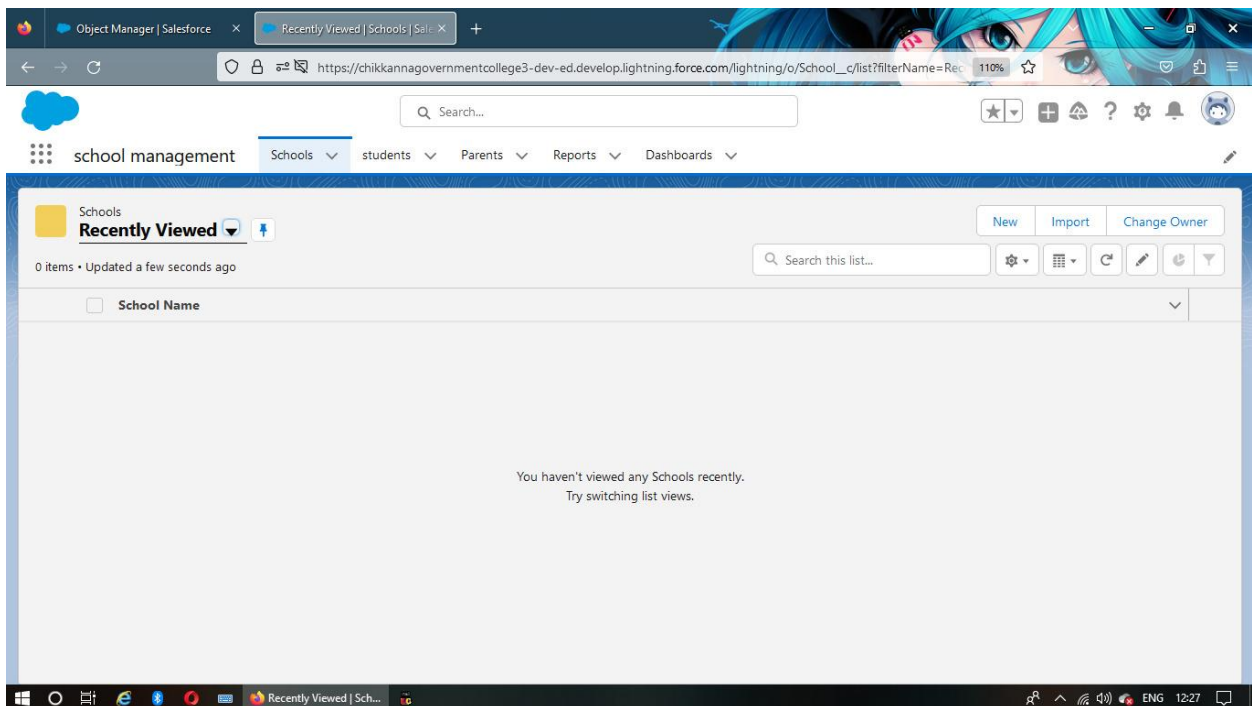 Object Manager | Salesforce
Recently Viewed | Schools | Sale
https://chikkannagovernmentcollege3-dev-ed.develop.lightning.force.com/lightning/o/School__c/list?filterName=Rec
110%
Search...
school management
Schools
students
Parents
Reports
Dashboards
Schools
Recently Viewed
New
Import
Change Owner
0 items • Updated a few seconds ago
Search this list...
School Name
You haven't viewed any Schools recently.
Try switching list views.
Recently Viewed | Sch...
ENG
12:27